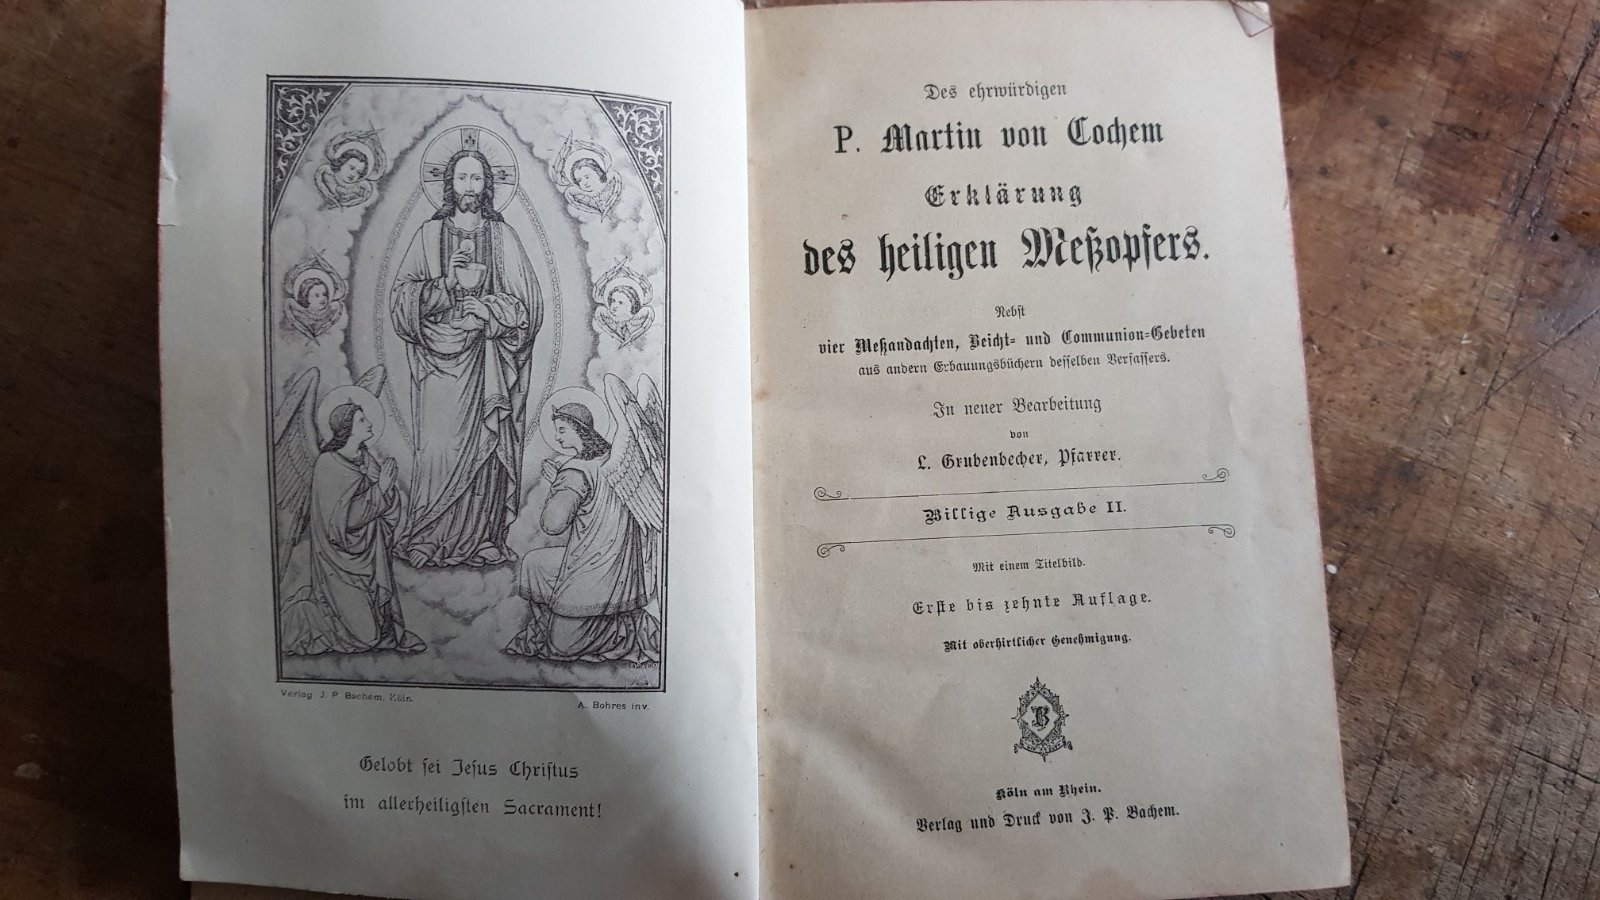 Verlag J. P. Bachem, Köln.
A. Bohres inv.
Gelobt sei Jesus Christus
im allerheiligsten Sacrament!
Des ehrwürdigen
P. Martin von Cochem
Erklärung
des heiligen Meßopfers.
Nebst
vier Meßandachten, Beicht- und Communion-Gebeten
aus andern Erbauungsbüchern desselben Verfassers.
In neuer Bearbeitung
von
L. Grubenbecher, Pfarrer.
Billige Ausgabe II.
Mit einem Titelbild.
Erste bis zehnte Auflage.
Mit oberhirtlicher Genehmigung.
B
Köln am Rhein.
Verlag und Druck von J. P. Bachem.